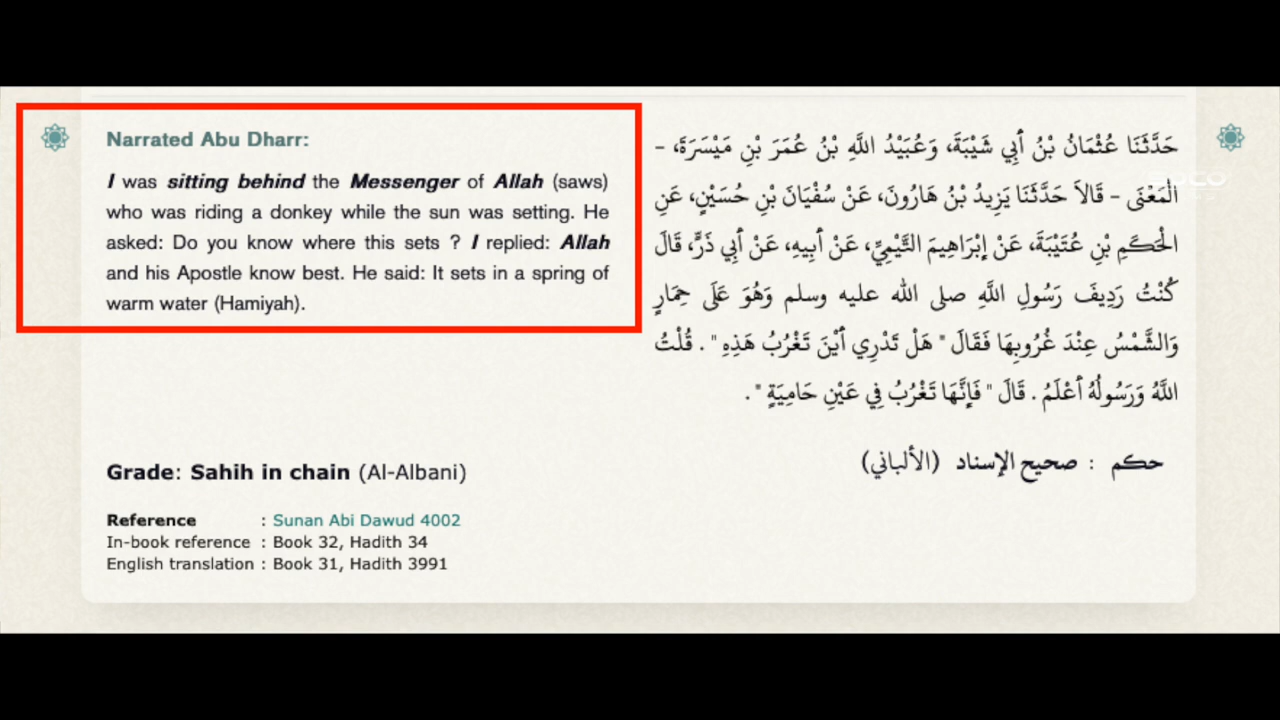 Narrated Abu Dharr:
I was sitting behind the Messenger of Allah (saws)
who was riding a donkey while the sun was setting. He
asked: Do you know where this sets ? I replied: Allah
and his Apostle know best. He said: It sets in a spring of
warm water (Hamiyah).
حَدَّثَنَا عُثْمَانُ بْنُ أَبِي شَيْبَةَ، وَعُبَيْدُ اللَّهِ بْنُ عُمَرَ بْنِ مَيْسَرَةَ، –
الْمَعْنَى – قَالاَ حَدَّثَنَا يَزِيدُ بْنُ هَارُونَ، عَنْ سُفْيَانَ بْنِ حُسَيْنٍ، عَنِ
الْحَكَمِ بْنِ عُتَيْبَةَ، عَنْ إِبْرَاهِيمَ التَّيْمِيِّ، عَنْ أَبِيهِ، عَنْ أَبِي ذَرٍّ، قَالَ
كُنْتُ رَدِيفَ رَسُولِ اللَّهِ صلى الله عليه وسلم وَهُوَ عَلَى حِمَارٍ
وَالشَّمْسُ عِنْدَ غُرُوبِهَا فَقَالَ " هَلْ تَدْرِي أَيْنَ تَغْرُبُ هَذِهِ " . قُلْتُ
اللَّهُ وَرَسُولُهُ أَعْلَمُ . قَالَ " فَإِنَّهَا تَغْرُبُ فِي عَيْنِ حَامِيَةٍ " .
Grade: Sahih in chain (Al-Albani)
حكم : صحيح الإسناد (الألباني)
Reference : Sunan Abi Dawud 4002
In-book reference : Book 32, Hadith 34
English translation : Book 31, Hadith 3991